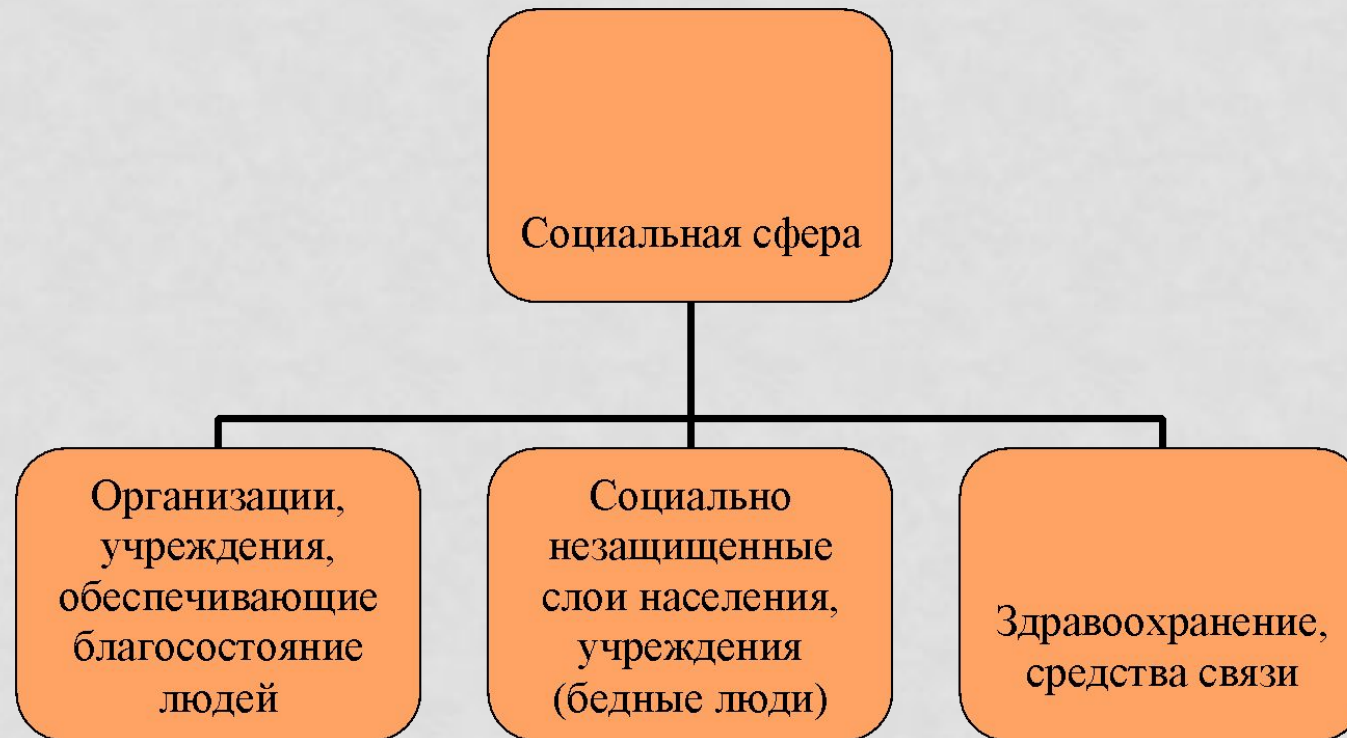 Социальная сфера
Организации,
учреждения,
обеспечивающие
благосостояние
людей
Социально
незащищенные
слои населения,
учреждения
(бедные люди)
Здравоохранение,
средства связи